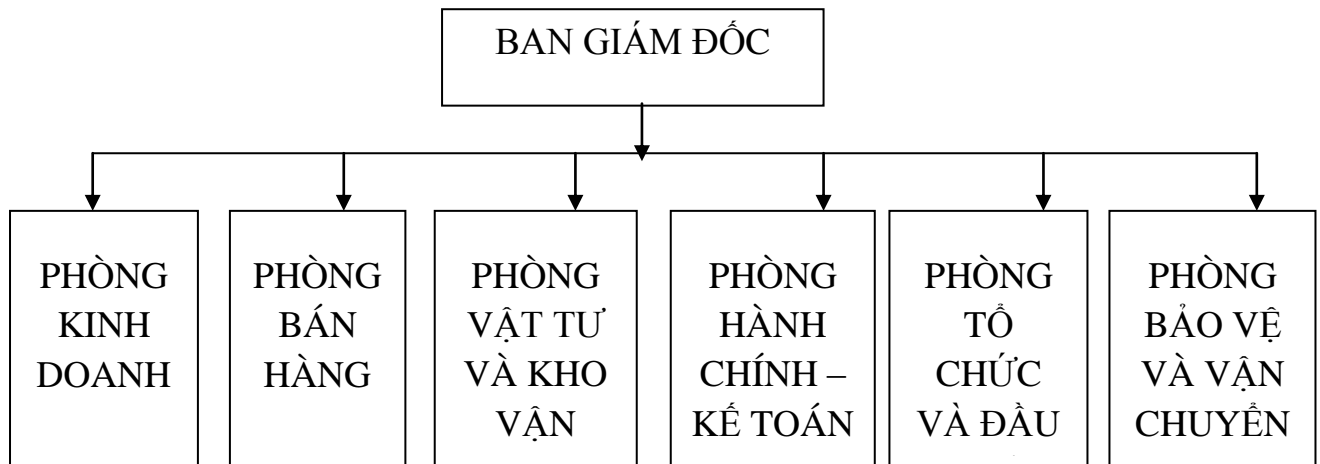 BAN GIÁM ĐỐC
PHÒNG
KINH
DOANH
PHÒNG
BÁN
HÀNG
PHÒNG
VẬT TƯ
VÀ KHO
VẬN
PHÒNG
HÀNH
CHÍNH –
KẾ TOÁN
PHÒNG
TỔ
CHỨC
VÀ ĐẦU
PHÒNG
BẢO VỆ
VÀ VẬN
CHUYỂN